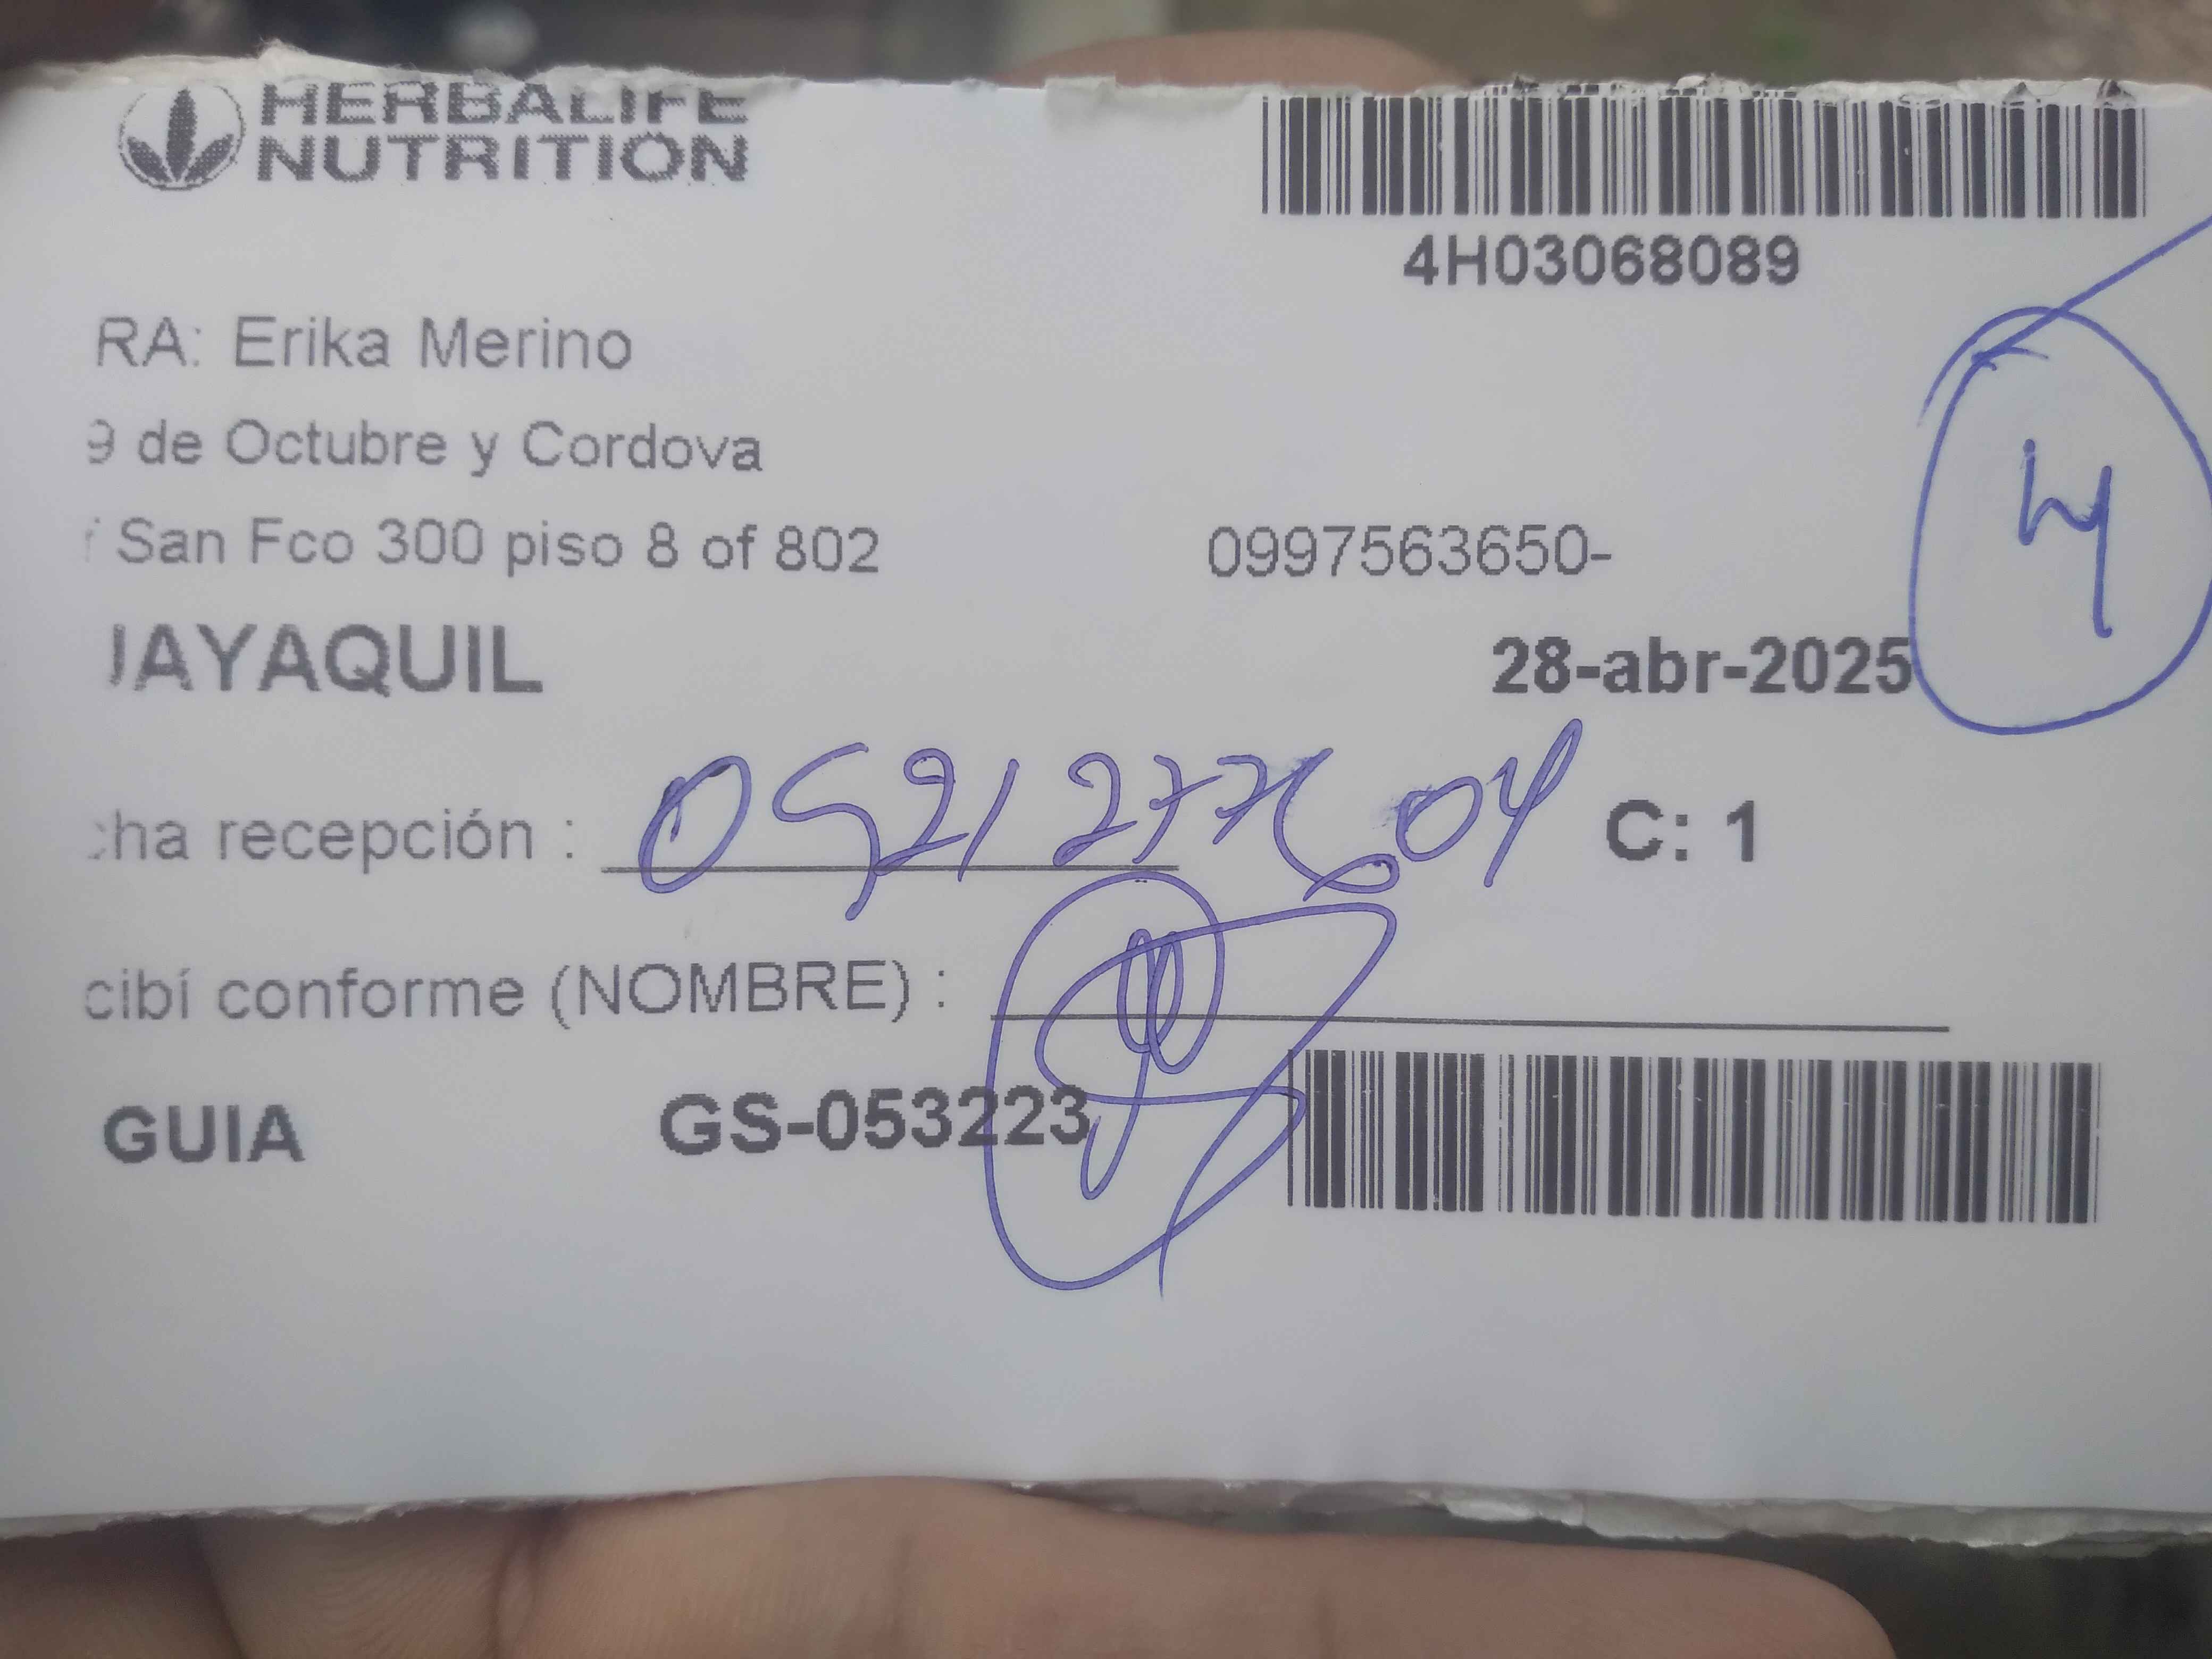 HERBALIFE
NUTRITION
4H03068089
RA: Erika Merino
9 de Octubre y Cordova
San Fco 300 piso 8 of 802
0997563650-
4
JAYAQUIL
28-abr-2025
cha recepción :
C: 1
cibí conforme (NOMBRE) :
GUIA
GS-053223